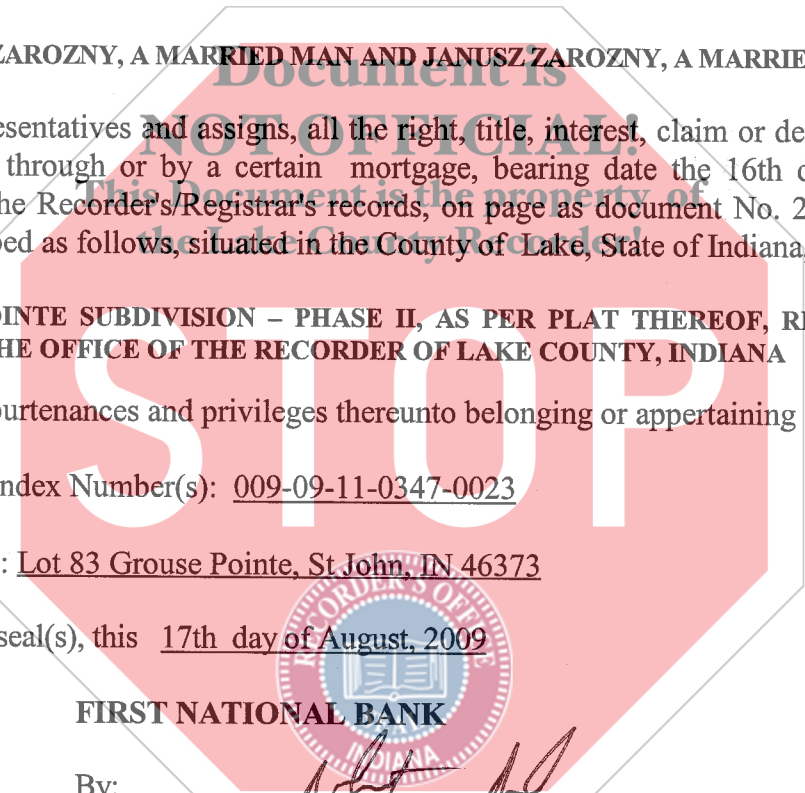 ZAROZNY, A MARRIED MAN AND JANUSZ ZAROZNY, A MARRIE
Document is
esentatives and assigns, all the right, title, interest, claim or de
NOT OFFICIAL!
through or by a certain mortgage, bearing date the 16th
This Document is the property of
he Recorder's/Registrar's records, on page as document No. 2
the Lake County Recorder!
bed as follows, situated in the County of Lake, State of Indiana,
OINTE SUBDIVISION – PHASE II, AS PER PLAT THEREOF, RE
HE OFFICE OF THE RECORDER OF LAKE COUNTY, INDIANA
STOP
purtenances and privileges thereunto belonging or appertaining
ndex Number(s): 009-09-11-0347-0023
: Lot 83 Grouse Pointe, St John, IN 46373
RECORDER'S OFFICE
seal(s), this 17th day of August, 2009
FIRST NATIONAL BANK
INDIANA
By: